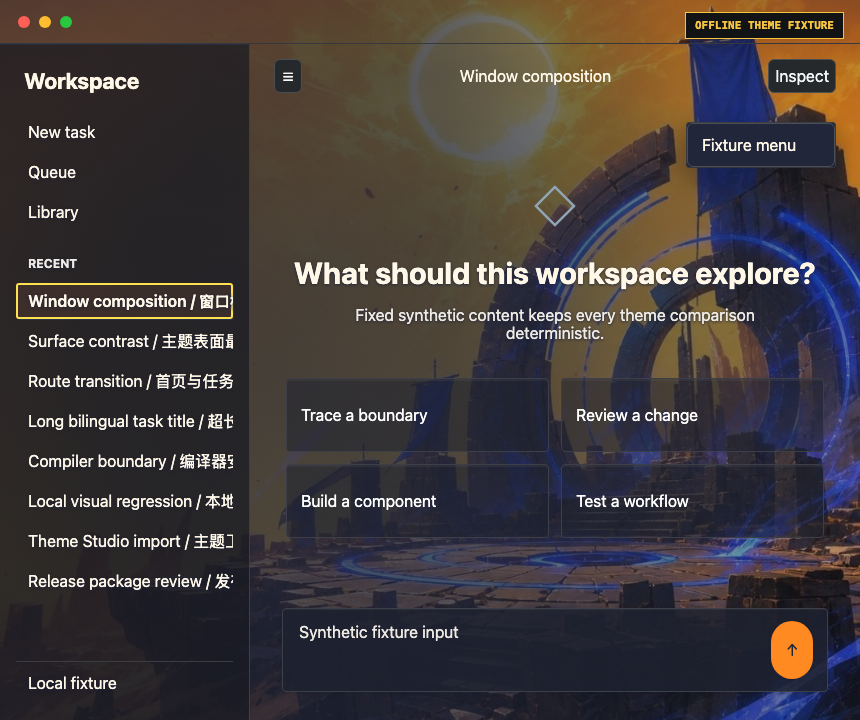 OFFLINE THEME FIXTURE
Workspace
New task
Queue
Library
RECENT
Window composition / 窗口
Surface contrast / 主题表面
Route transition / 首页与任务
Long bilingual task title / 超长
Compiler boundary / 编译器
Local visual regression / 本地
Theme Studio import / 主题工
Release package review / 发布
Local fixture
≡
Window composition
Inspect
Fixture menu
What should this workspace explore?
Fixed synthetic content keeps every theme comparison
deterministic.
Trace a boundary
Review a change
Build a component
Test a workflow
Synthetic fixture input
↑